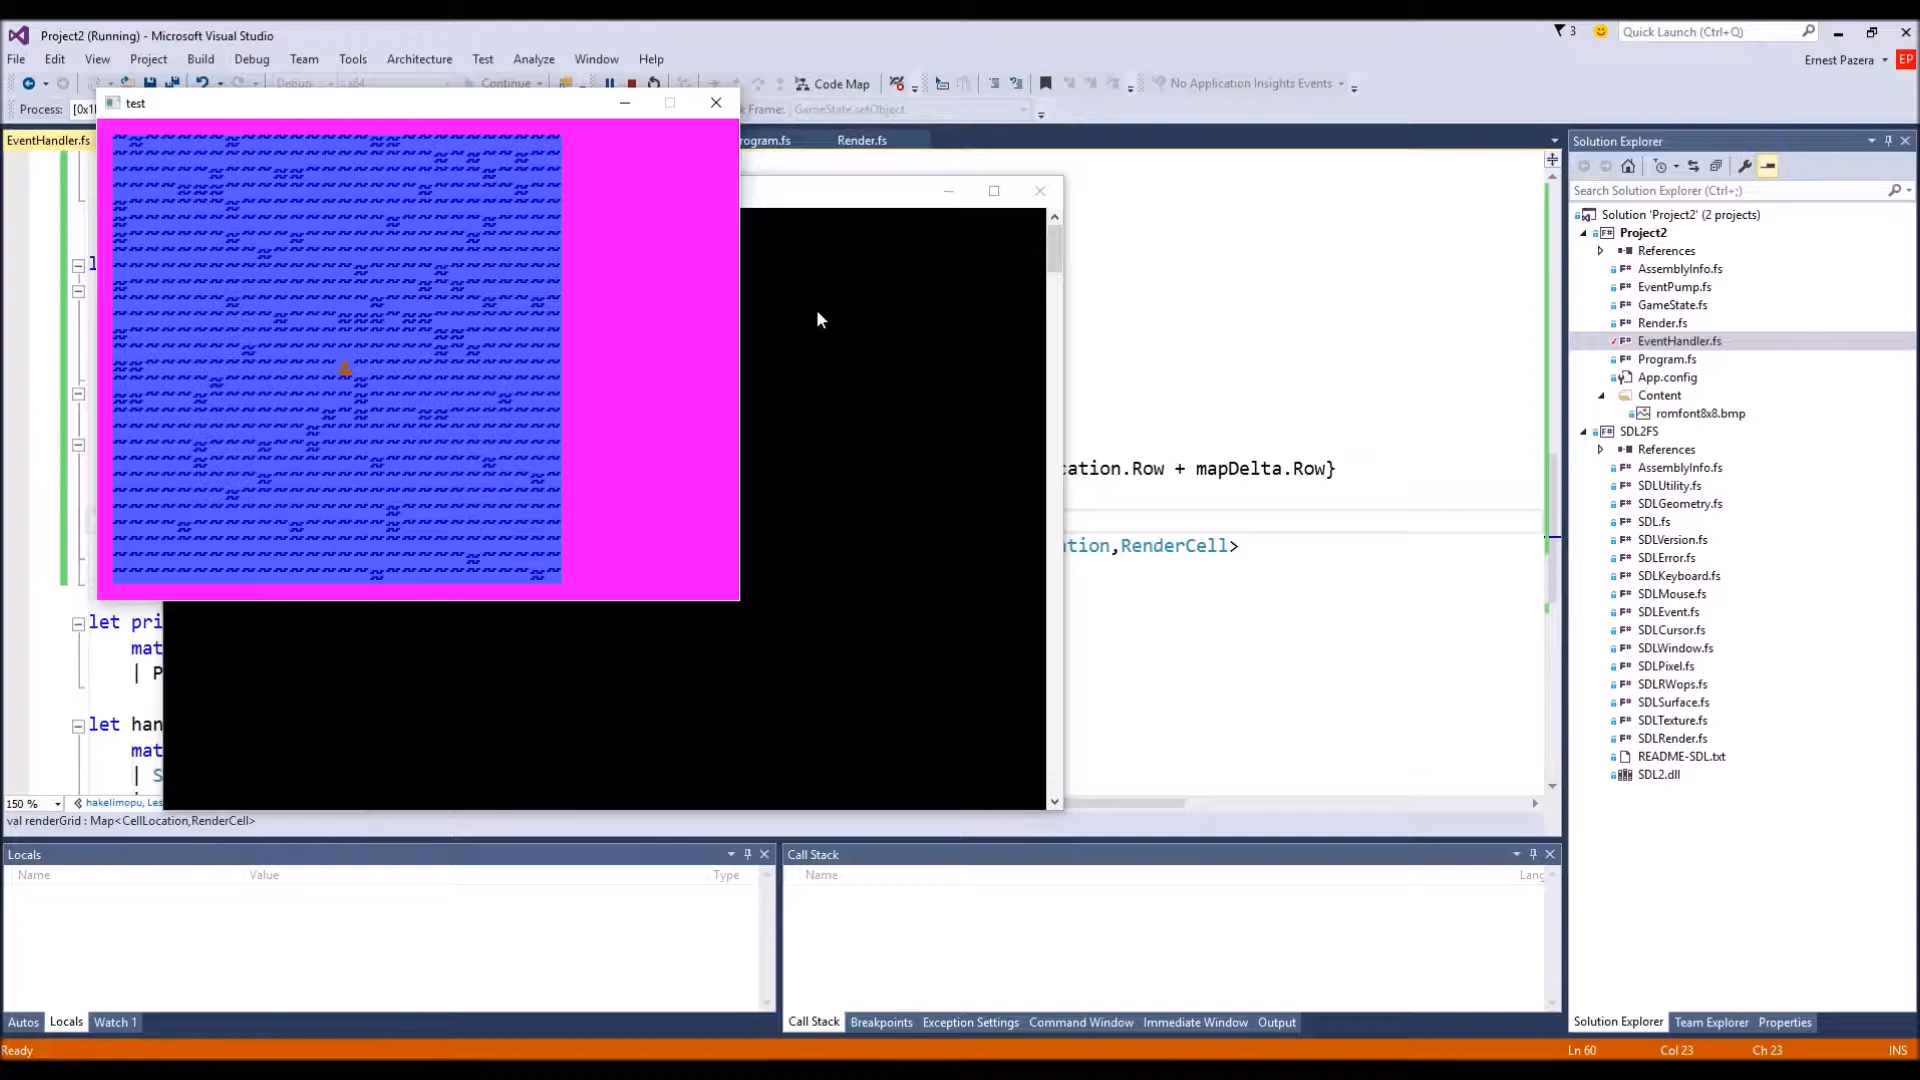 Project2 (Running) - Microsoft Visual Studio
3
Quick Launch (Ctrl+Q)
File Edit View Project Build Debug Team Tools Architecture Test Analyze Window Help
Ernest Pazera
EP
Debug
Continue
Code Map
No Application Insights Events
Process:
test
Frame: GameState.setObject
EventHandler.fs
rogram.fs
Render.fs
cation.Row + mapDelta.Row}
tion,RenderCell>
let pri
mat
| P
let han
mat
| S
150 %
hakelimopu, Les
val renderGrid : Map<CellLocation,RenderCell>
Solution Explorer
Search Solution Explorer (Ctrl+;)
Solution 'Project2' (2 projects)
Project2
References
AssemblyInfo.fs
EventPump.fs
GameState.fs
Render.fs
EventHandler.fs
Program.fs
App.config
Content
romfont8x8.bmp
SDL2FS
References
AssemblyInfo.fs
SDLUtility.fs
SDLGeometry.fs
SDL.fs
SDLVersion.fs
SDLError.fs
SDLKeyboard.fs
SDLMouse.fs
SDLEvent.fs
SDLCursor.fs
SDLWindow.fs
SDLPixel.fs
SDLRWops.fs
SDLSurface.fs
SDLTexture.fs
SDLRender.fs
README-SDL.txt
SDL2.dll
Locals
Name Value Type
Call Stack
Name Lang
Autos Locals Watch 1
Call Stack Breakpoints Exception Settings Command Window Immediate Window Output
Solution Explorer Team Explorer Properties
Ready
Ln 60 Col 23 Ch 23 INS